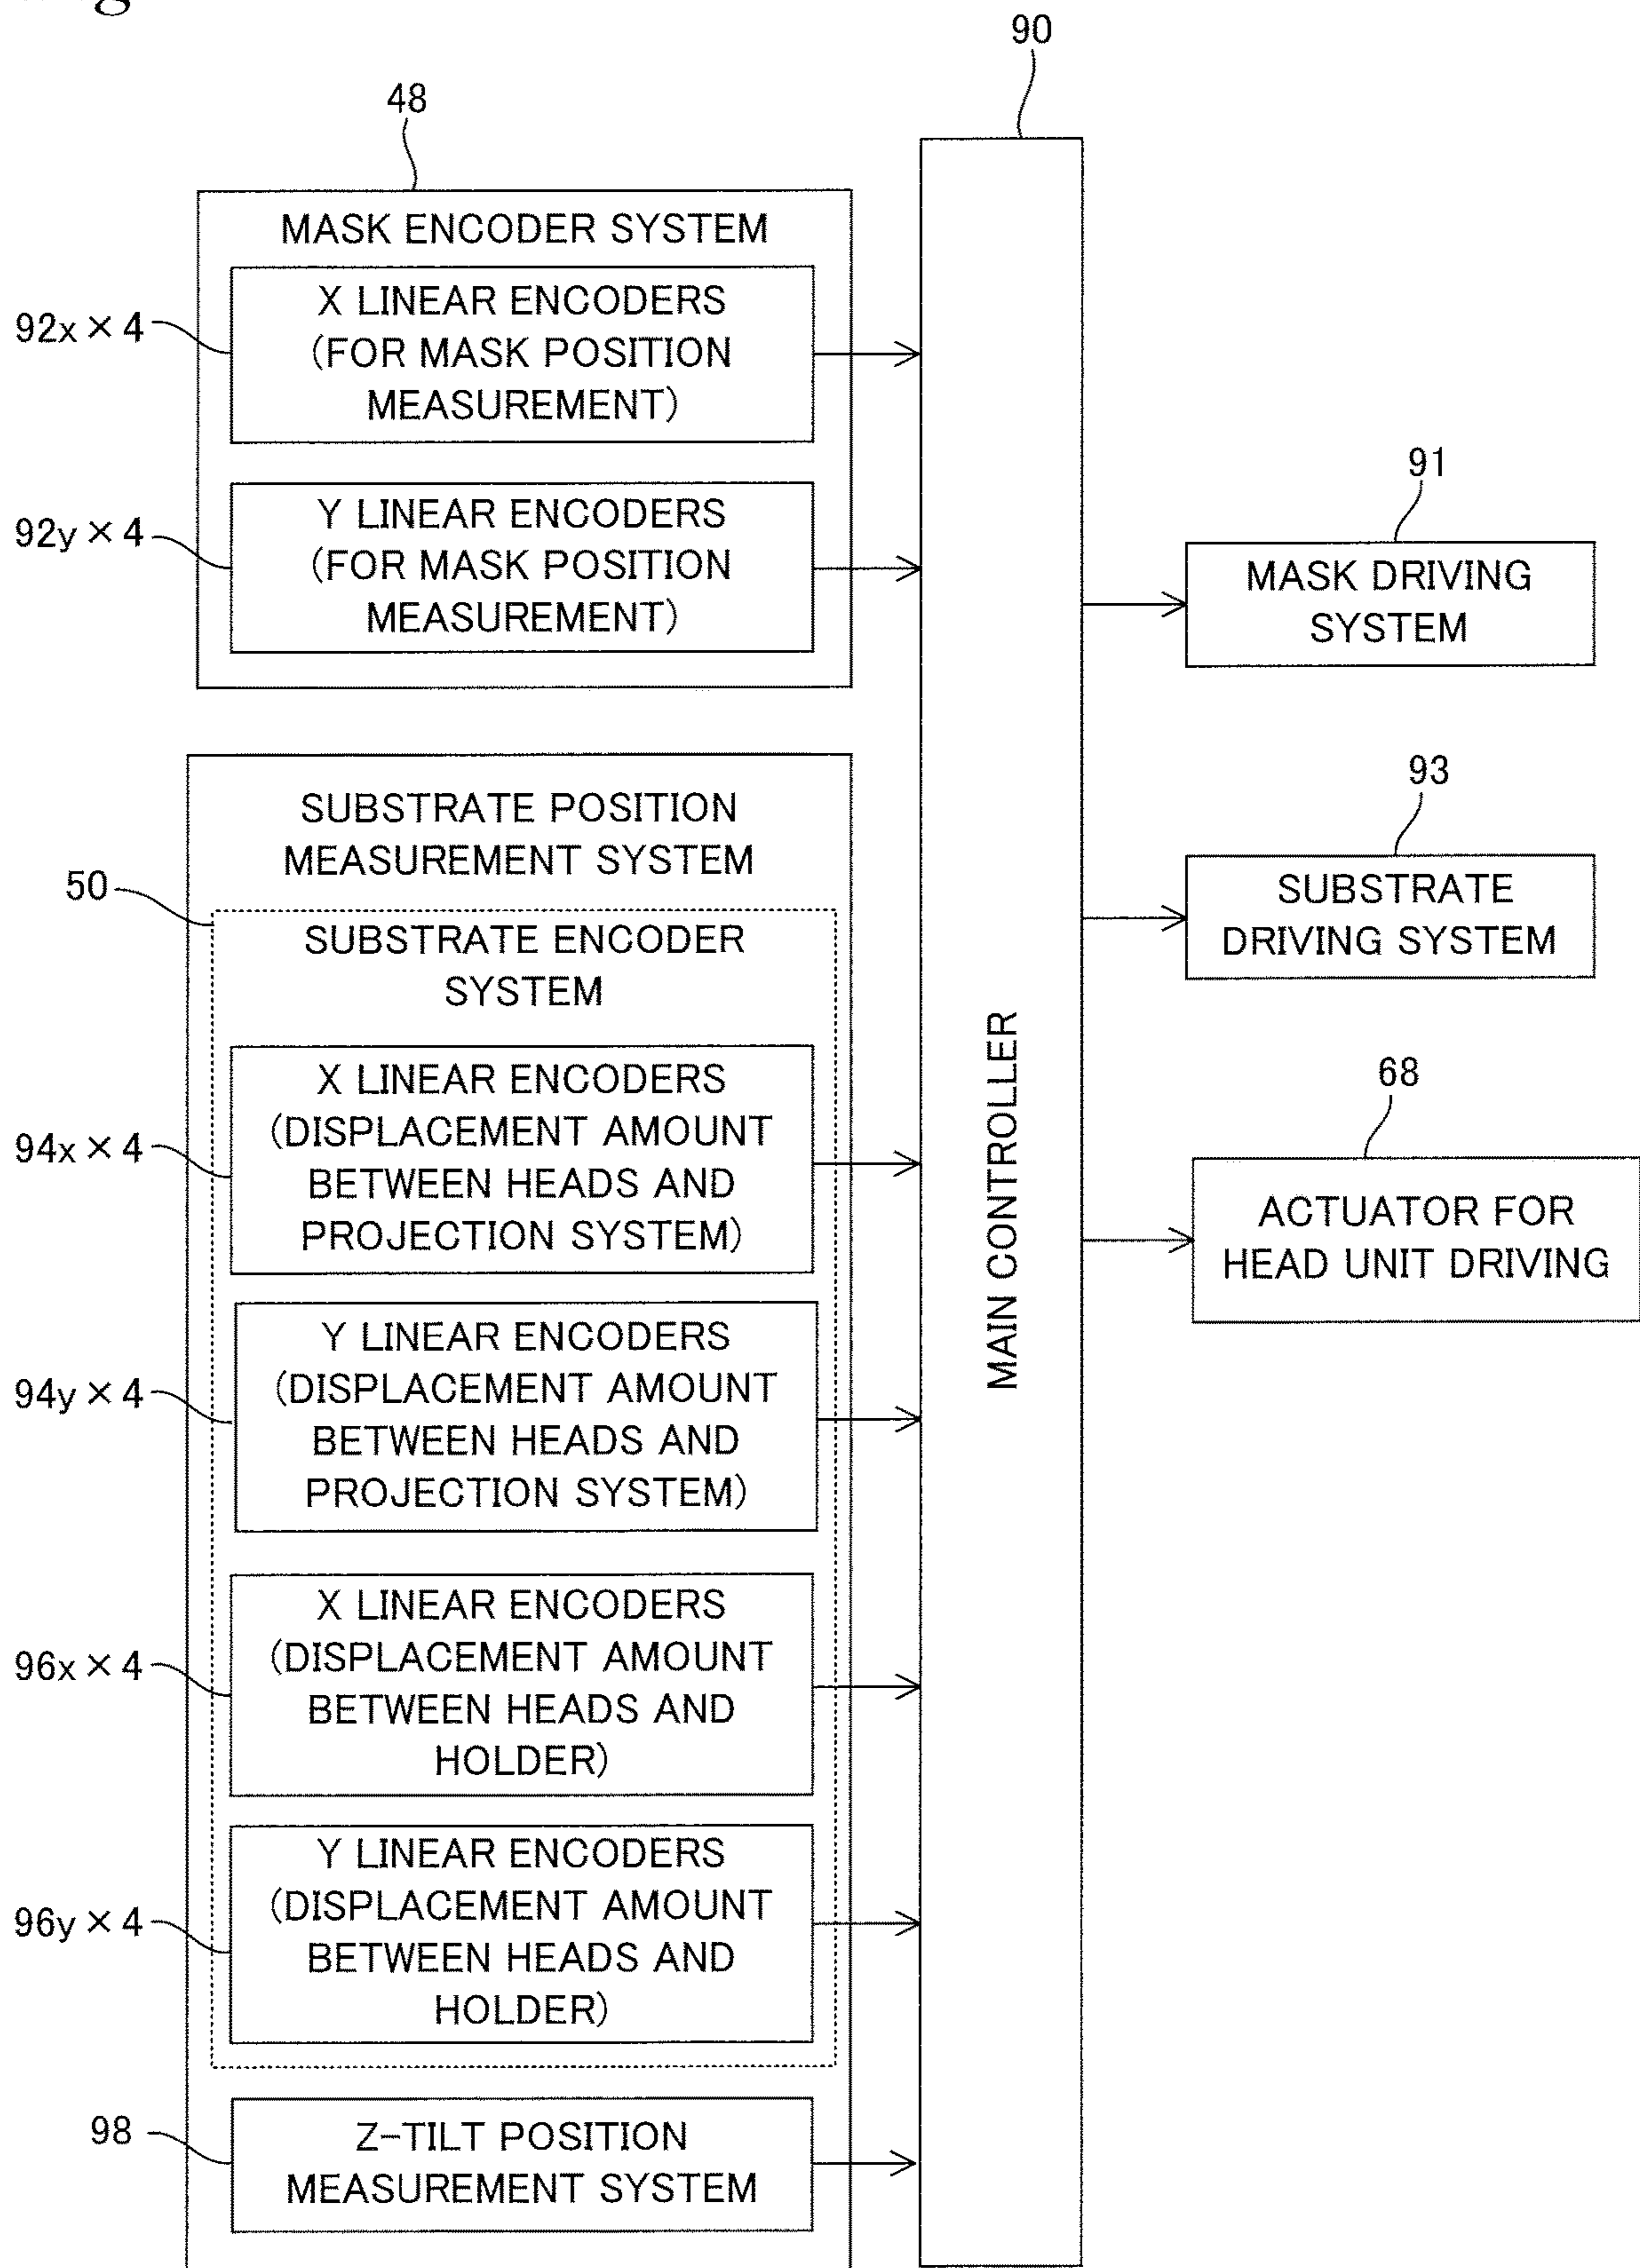 90
48
MASK ENCODER SYSTEM
92x × 4
X LINEAR ENCODERS
(FOR MASK POSITION
MEASUREMENT)
92y × 4
Y LINEAR ENCODERS
(FOR MASK POSITION
MEASUREMENT)
SUBSTRATE POSITION
MEASUREMENT SYSTEM
50
SUBSTRATE ENCODER
SYSTEM
94x × 4
X LINEAR ENCODERS
(DISPLACEMENT AMOUNT
BETWEEN HEADS AND
PROJECTION SYSTEM)
94y × 4
Y LINEAR ENCODERS
(DISPLACEMENT AMOUNT
BETWEEN HEADS AND
PROJECTION SYSTEM)
96x × 4
X LINEAR ENCODERS
(DISPLACEMENT AMOUNT
BETWEEN HEADS AND
HOLDER)
96y × 4
Y LINEAR ENCODERS
(DISPLACEMENT AMOUNT
BETWEEN HEADS AND
HOLDER)
98
Z-TILT POSITION
MEASUREMENT SYSTEM
MAIN CONTROLLER
91
MASK DRIVING
SYSTEM
93
SUBSTRATE
DRIVING SYSTEM
68
ACTUATOR FOR
HEAD UNIT DRIVING